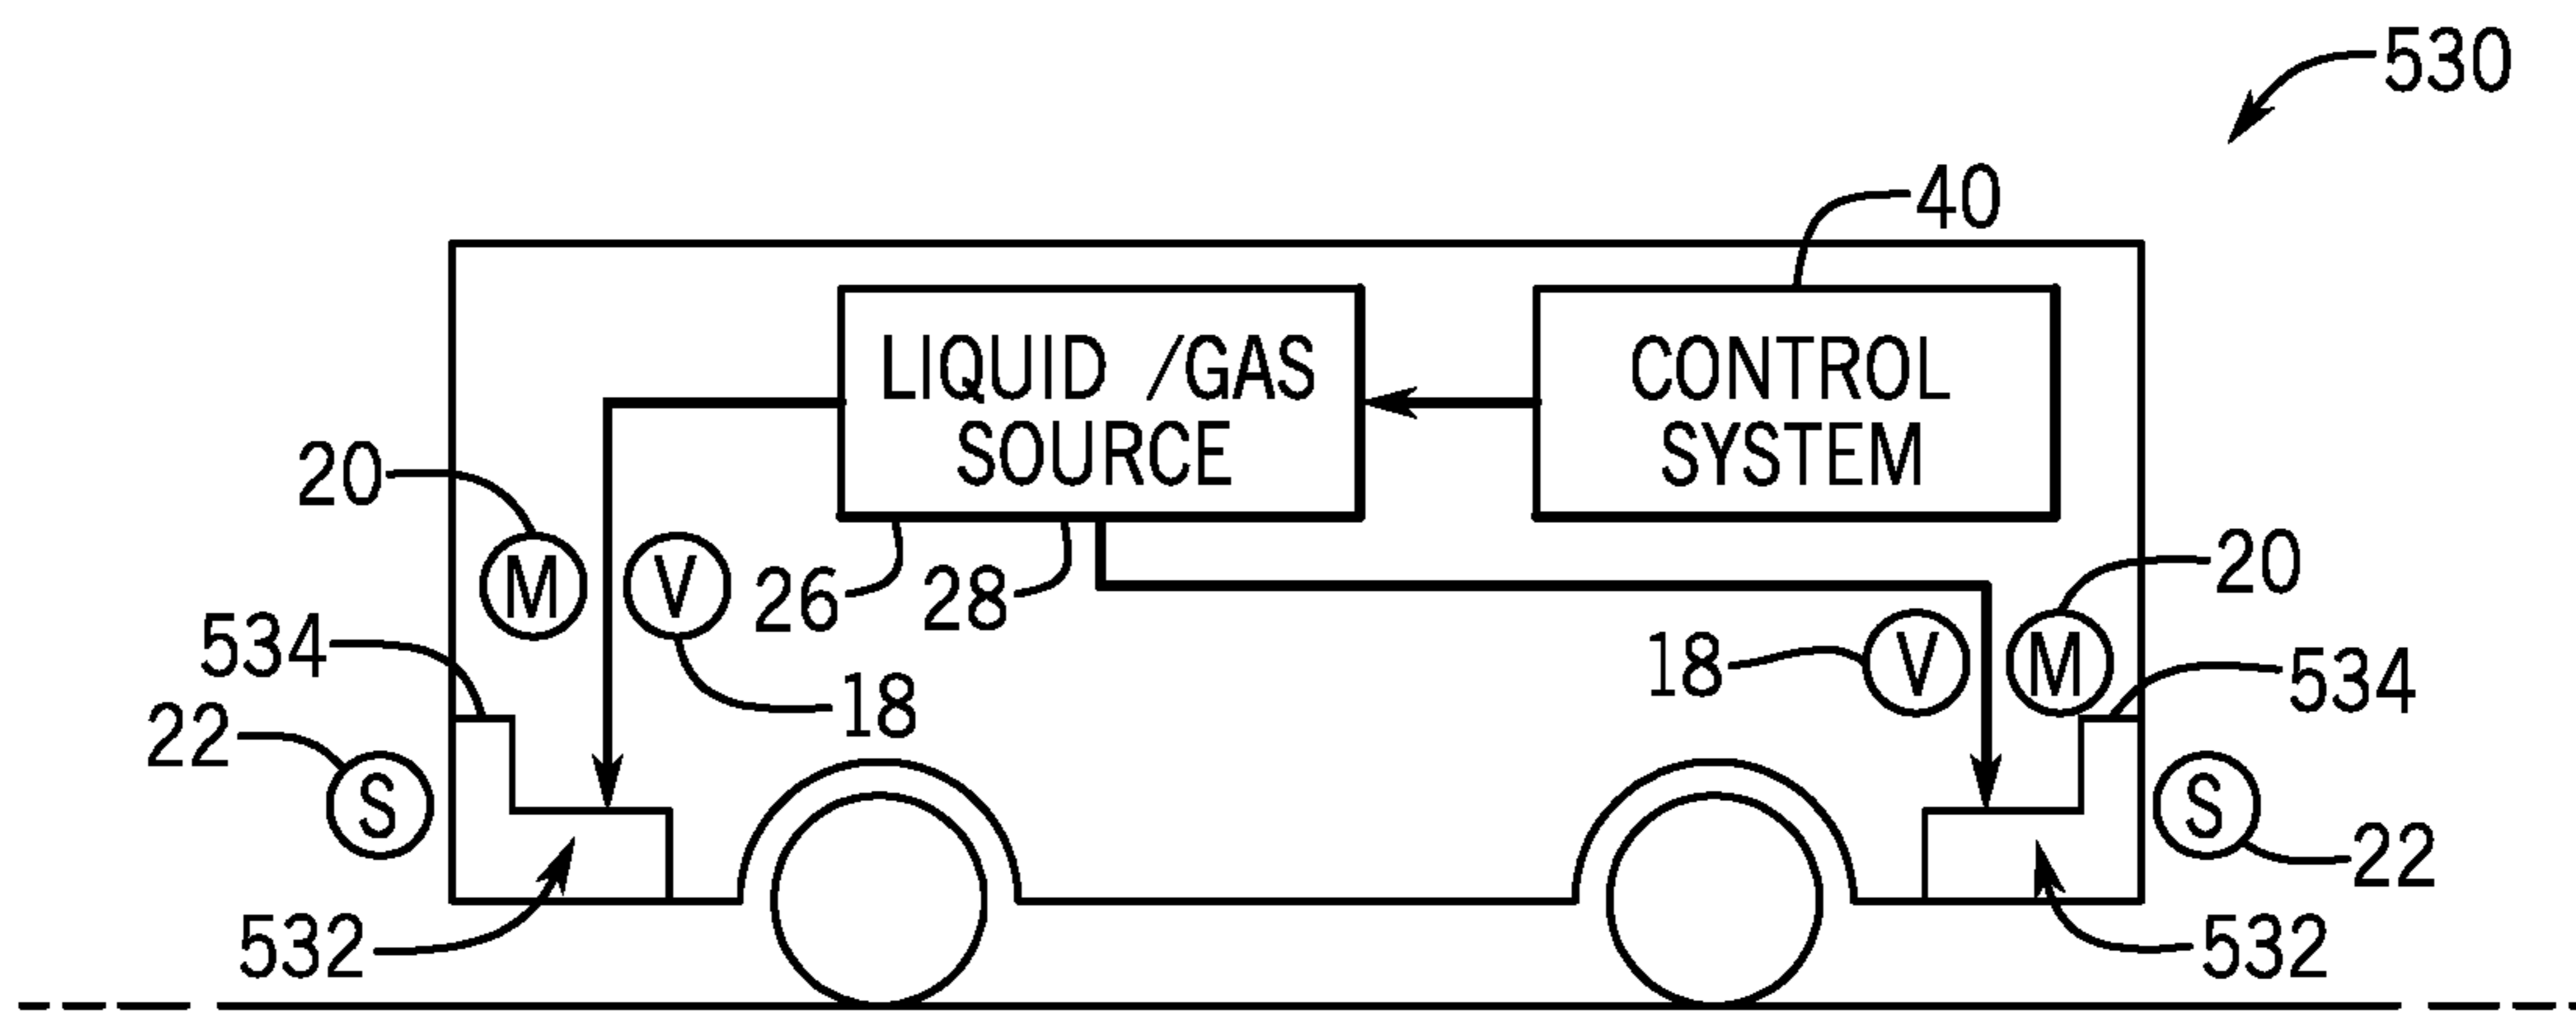 530
40
LIQUID /GAS
SOURCE
CONTROL
SYSTEM
20
M
V
26
28
20
534
18
V
M
534
22
18
S
S
22
532
532